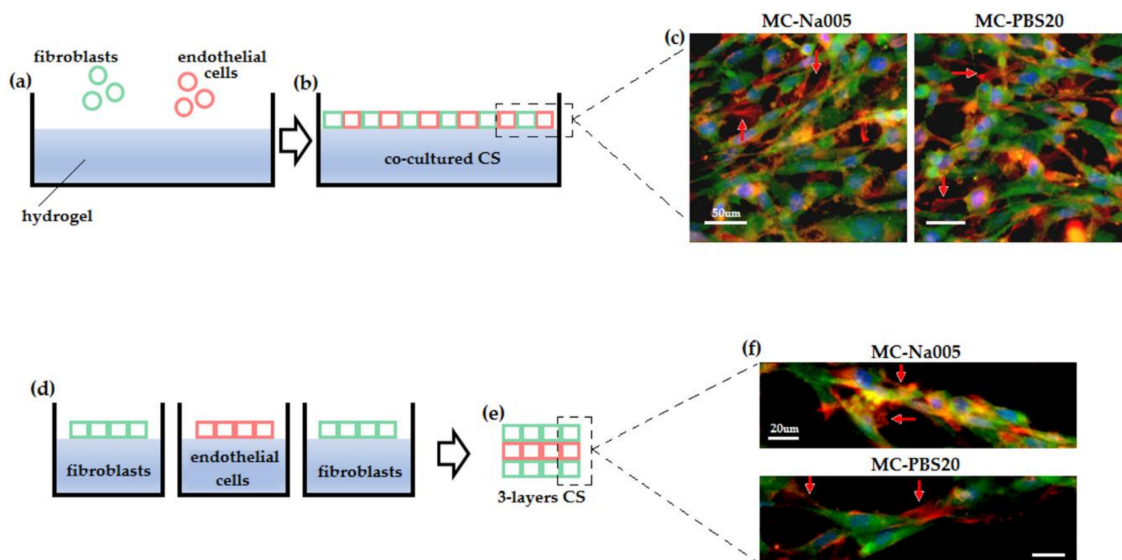 (a)
fibroblasts
endothelial
cells
hydrogel
(b)
co-cultured CS
(c)
MC-Na005
MC-PBS20
50um
(d)
fibroblasts
endothelial
cells
fibroblasts
(e)
3-layers CS
(f)
MC-Na005
20um
MC-PBS20